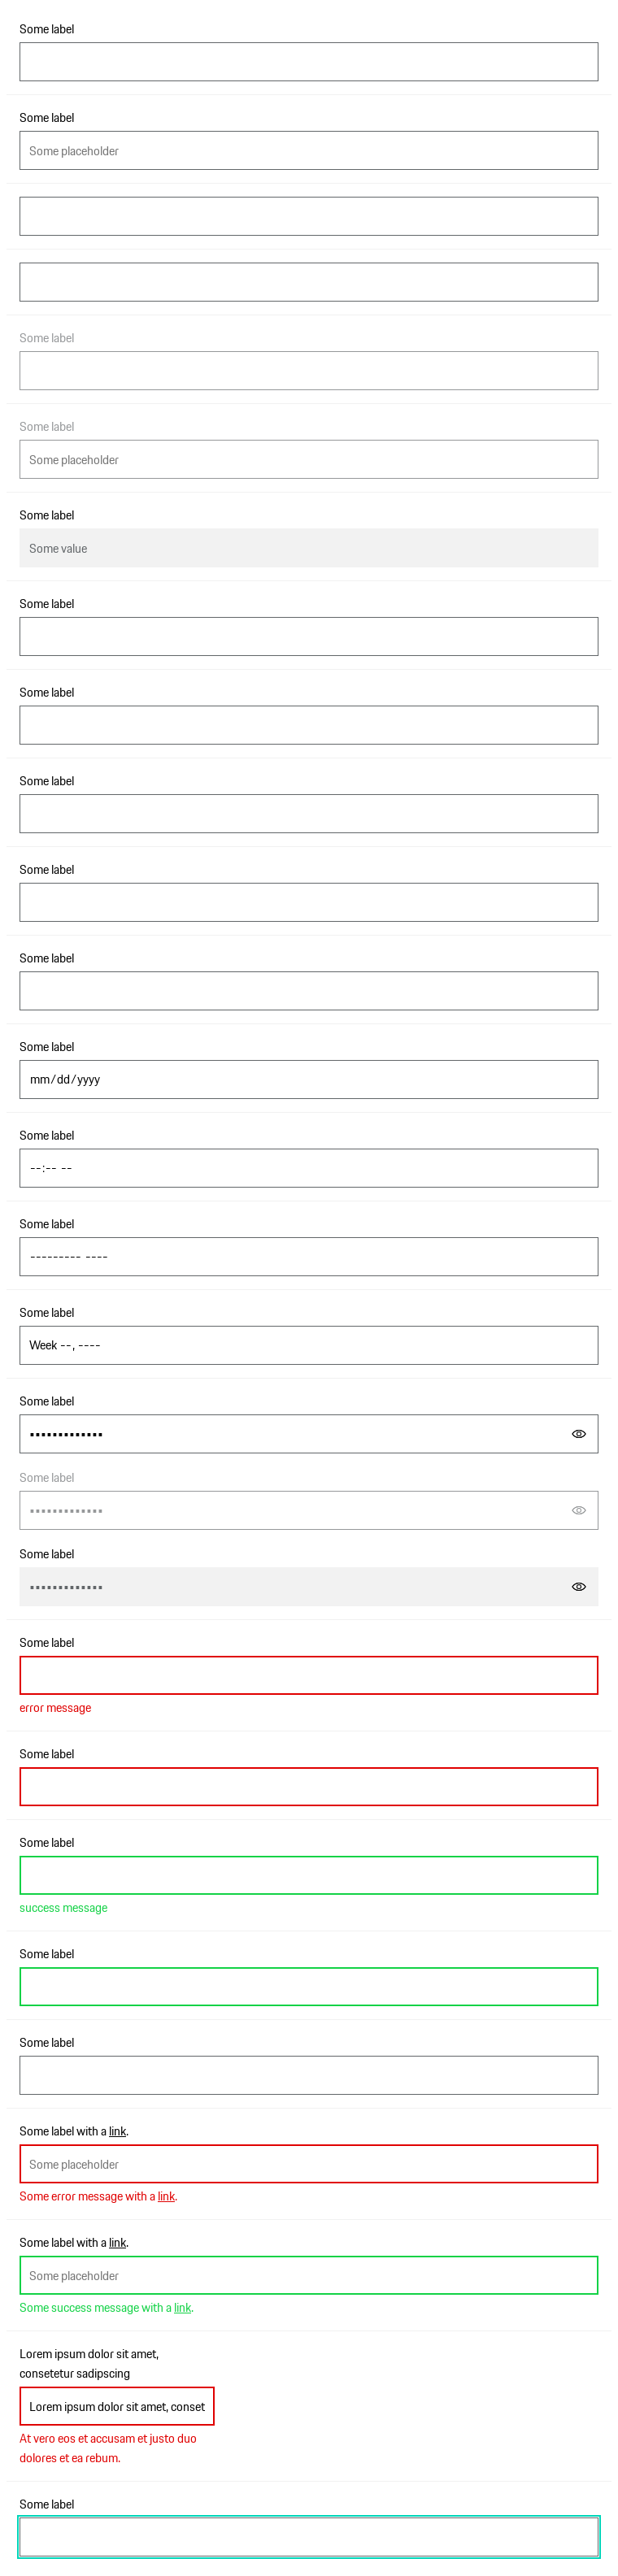 Some label
Some label
Some placeholder
Some label
Some label
Some placeholder
Some label
Some value
Some label
Some label
Some label
Some label
Some label
Some label
mm/dd/yyyy
Some label
--:-- --
Some label
--------- ----
Some label
Week --, ----
Some label
•••••••••••••
Some label
•••••••••••••
Some label
•••••••••••••
Some label
error message
Some label
Some label
success message
Some label
Some label
Some label with a link.
Some placeholder
Some error message with a link.
Some label with a link.
Some placeholder
Some success message with a link.
Lorem ipsum dolor sit amet,
consetetur sadipscing
Lorem ipsum dolor sit amet, conset
At vero eos et accusam et justo duo
dolores et ea rebum.
Some label